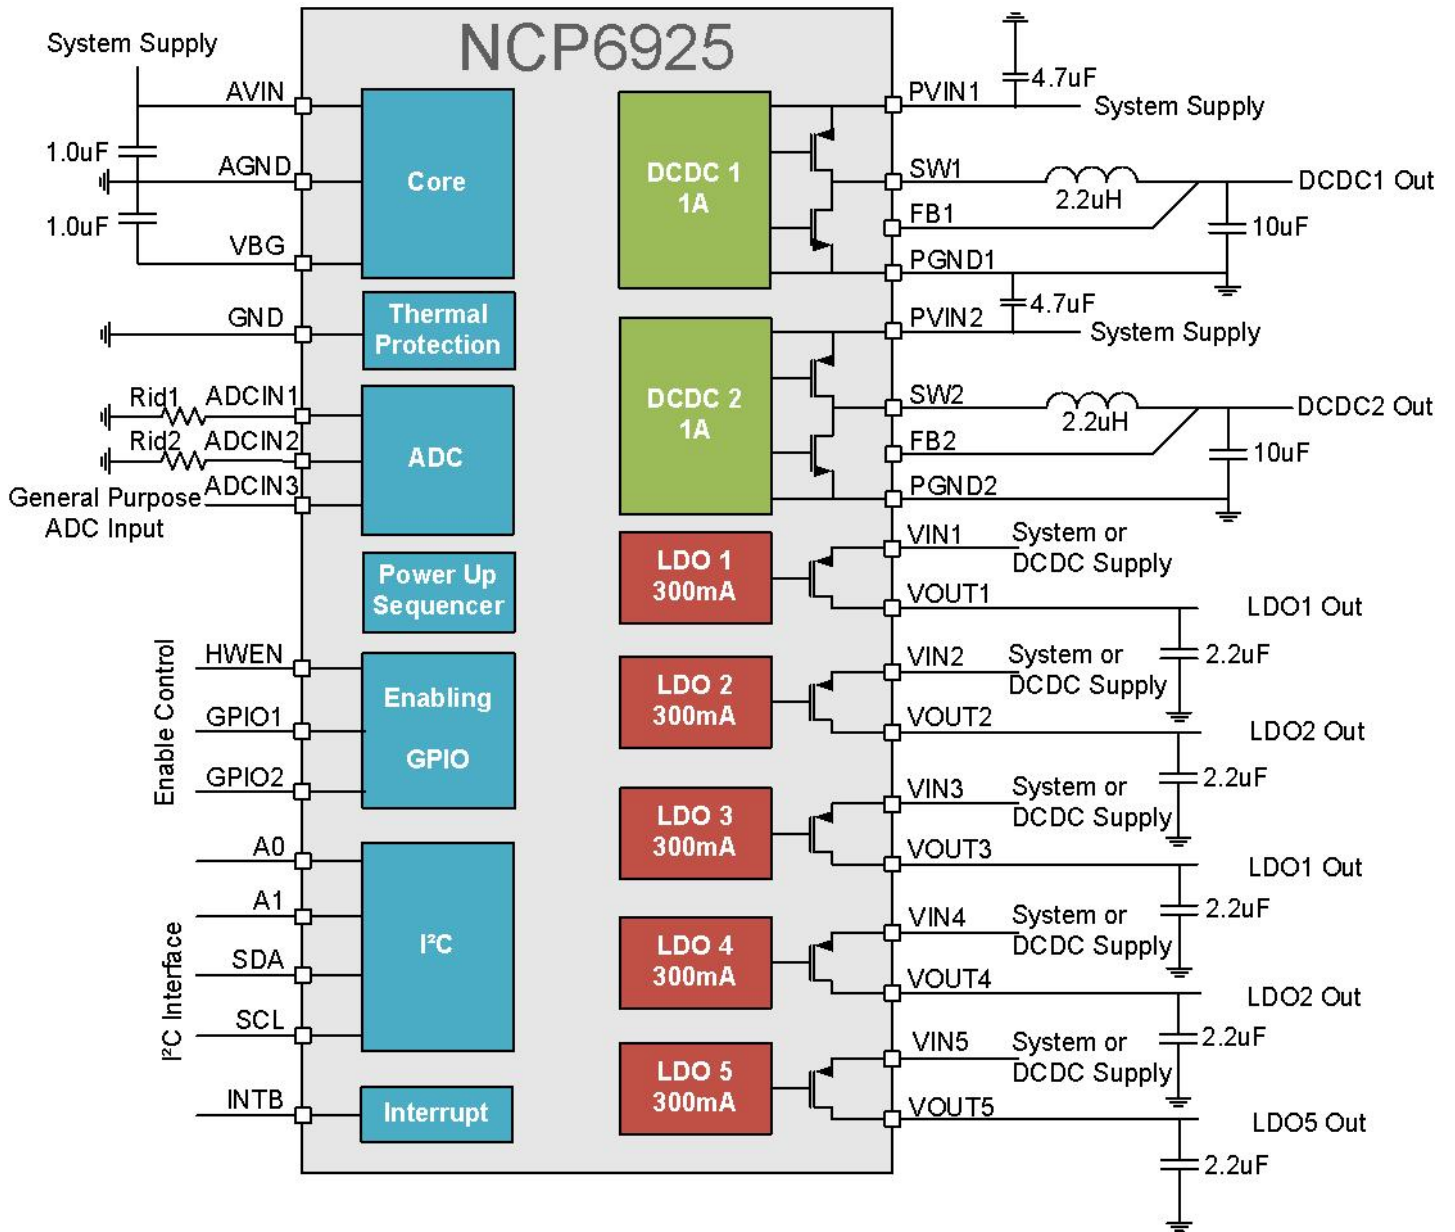 NCP6925
System Supply
AVIN
1.0uF
AGND
1.0uF
VBG
GND
Rid1
ADCIN1
Rid2
ADCIN2
ADCIN3
General Purpose
ADC Input
Enable Control
HWEN
GPIO1
GPIO2
I²C Interface
A0
A1
SDA
SCL
INTB
Core
Thermal
Protection
ADC
Power Up
Sequencer
Enabling
GPIO
I²C
Interrupt
DCDC 1
1A
DCDC 2
1A
LDO 1
300mA
LDO 2
300mA
LDO 3
300mA
LDO 4
300mA
LDO 5
300mA
PVIN1
4.7uF
System Supply
SW1
2.2uH
DCDC1 Out
FB1
10uF
PGND1
4.7uF
PVIN2
System Supply
SW2
2.2uH
DCDC2 Out
FB2
10uF
PGND2
VIN1
System or
DCDC Supply
VOUT1
LDO1 Out
2.2uF
VIN2
System or
DCDC Supply
VOUT2
LDO2 Out
2.2uF
VIN3
System or
DCDC Supply
VOUT3
LDO1 Out
2.2uF
VIN4
System or
DCDC Supply
VOUT4
LDO2 Out
2.2uF
VIN5
System or
DCDC Supply
VOUT5
LDO5 Out
2.2uF